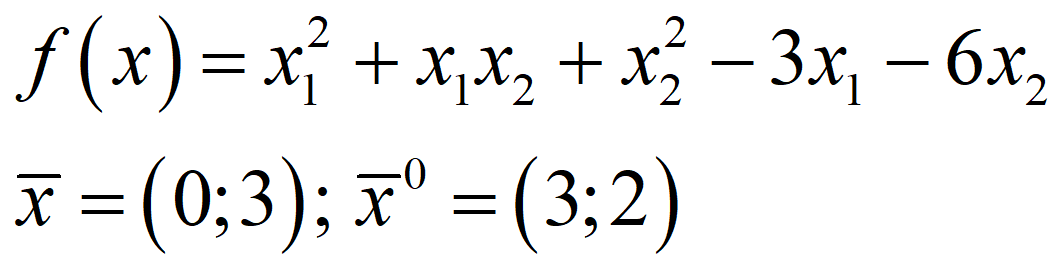 f(x) = x₁² + x₁x₂ + x₂² − 3x₁ − 6x₂
x̅ = (0;3); x̅⁰ = (3;2)